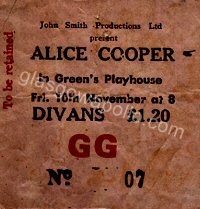 John Smith Productions Ltd
present
ALICE COOPER
in Green's Playhouse
Fri. 10th November at 8
DIVANS £1.20
GG
No 07
To be retained